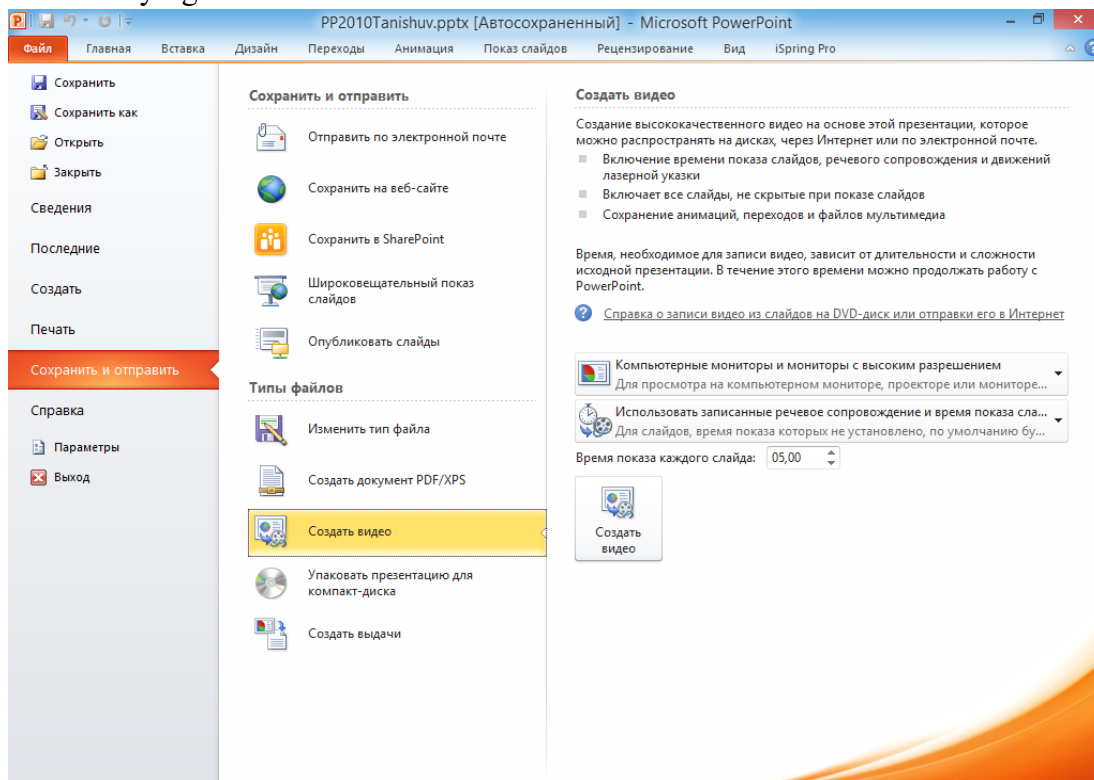 PP2010Tanishuv.pptx [Автосохраненный] - Microsoft PowerPoint
Файл Главная Вставка Дизайн Переходы Анимация Показ слайдов Рецензирование Вид iSpring Pro
Сохранить
Сохранить как
Открыть
Закрыть
Сведения
Последние
Создать
Печать
Сохранить и отправить
Справка
Параметры
Выход
Сохранить и отправить
Отправить по электронной почте
Сохранить на веб-сайте
Сохранить в SharePoint
Широковещательный показ
слайдов
Опубликовать слайды
Типы файлов
Изменить тип файла
Создать документ PDF/XPS
Создать видео
Упаковать презентацию для
компакт-диска
Создать выдачи
Создать видео
Создание высококачественного видео на основе этой презентации, которое
можно распространять на дисках, через Интернет или по электронной почте.
Включение времени показа слайдов, речевого сопровождения и движений
лазерной указки
Включает все слайды, не скрытые при показе слайдов
Сохранение анимаций, переходов и файлов мультимедиа
Время, необходимое для записи видео, зависит от длительности и сложности
исходной презентации. В течение этого времени можно продолжать работу с
PowerPoint.
Справка о записи видео из слайдов на DVD-диск или отправки его в Интернет
Компьютерные мониторы и мониторы с высоким разрешением
Для просмотра на компьютерном мониторе, проекторе или мониторе...
Использовать записанные речевое сопровождение и время показа сла...
Для слайдов, время показа которых не установлено, по умолчанию бу...
Время показа каждого слайда: 05,00
Создать
видео